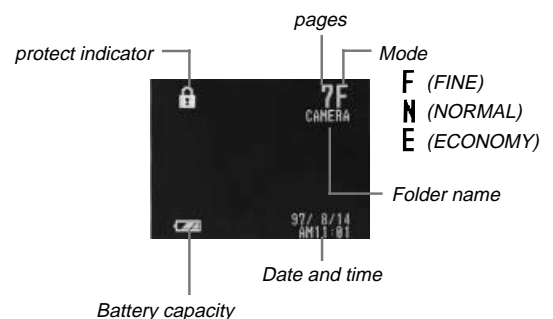 pages
protect indicator
Mode
7F
CAMERA
F (FINE)
N (NORMAL)
E (ECONOMY)
Folder name
97/ 8/14
AM11:01
Date and time
Battery capacity